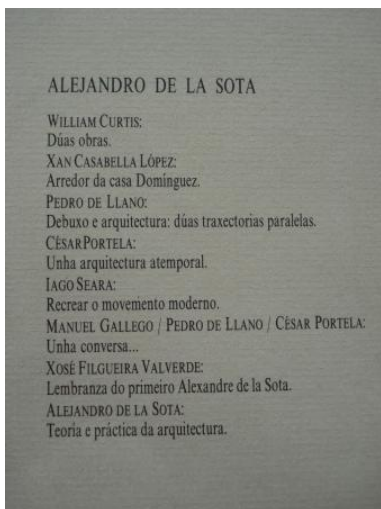 ALEJANDRO DE LA SOTA
WILLIAM CURTIS:
Dúas obras.
XAN CASABELLA LÓPEZ:
Arredor da casa Domínguez.
PEDRO DE LLANO:
Debuxo e arquitectura: dúas traxectorias paralelas.
CÉSAR PORTELA:
Unha arquitectura atemporal.
IAGO SEARA:
Recrear o movemento moderno.
MANUEL GALLEGO / PEDRO DE LLANO / CÉSAR PORTELA:
Unha conversa...
XOSÉ FILGUEIRA VALVERDE:
Lembranza do primeiro Alexandre de la Sota.
ALEJANDRO DE LA SOTA:
Teoría e práctica da arquitectura.